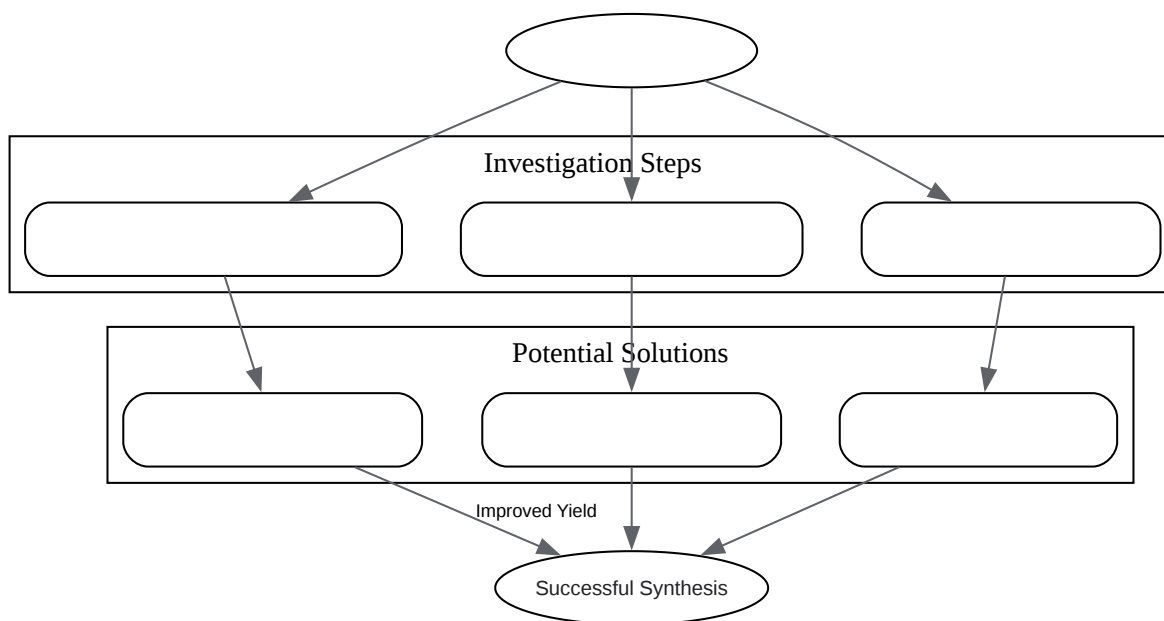 Investigation Steps
Potential Solutions
Improved Yield
Successful Synthesis